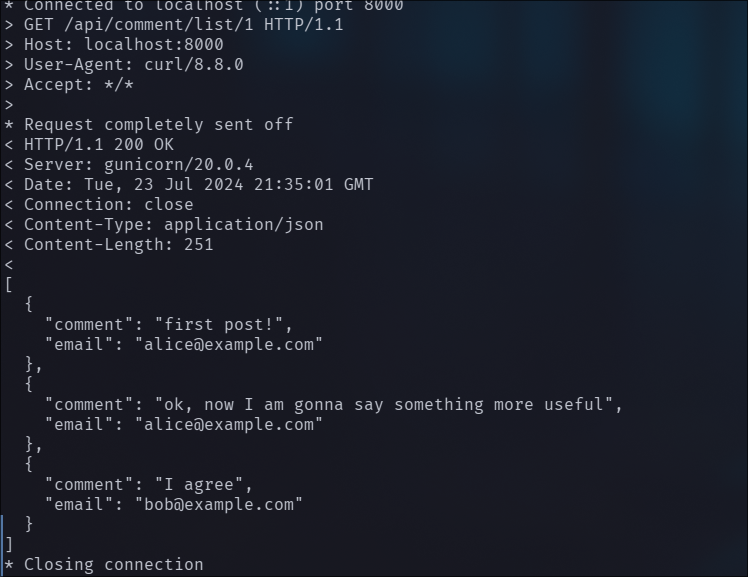 * Connected to localhost (::1) port 8000
> GET /api/comment/list/1 HTTP/1.1
> Host: localhost:8000
> User-Agent: curl/8.8.0
> Accept: */*
>
* Request completely sent off
< HTTP/1.1 200 OK
< Server: gunicorn/20.0.4
< Date: Tue, 23 Jul 2024 21:35:01 GMT
< Connection: close
< Content-Type: application/json
< Content-Length: 251
<
[
  {
    "comment": "first post!",
    "email": "alice@example.com"
  },
  {
    "comment": "ok, now I am gonna say something more useful",
    "email": "alice@example.com"
  },
  {
    "comment": "I agree",
    "email": "bob@example.com"
  }
]
* Closing connection